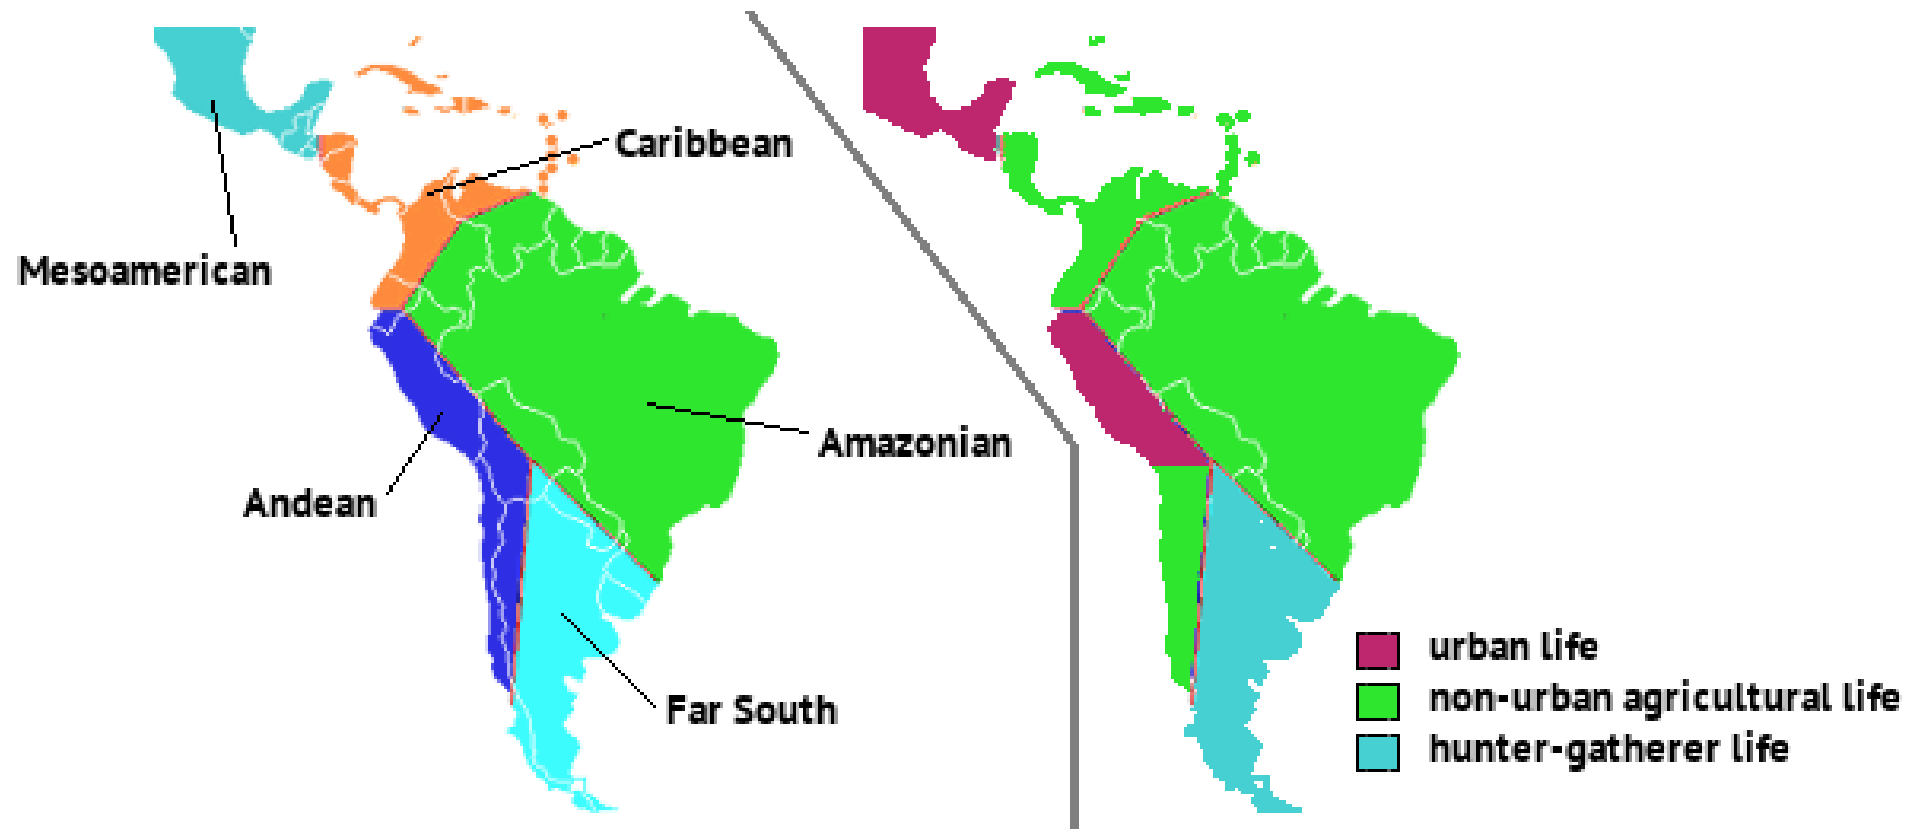 Caribbean
Mesoamerican
Amazonian
Andean
Far South
urban life
non-urban agricultural life
hunter-gatherer life